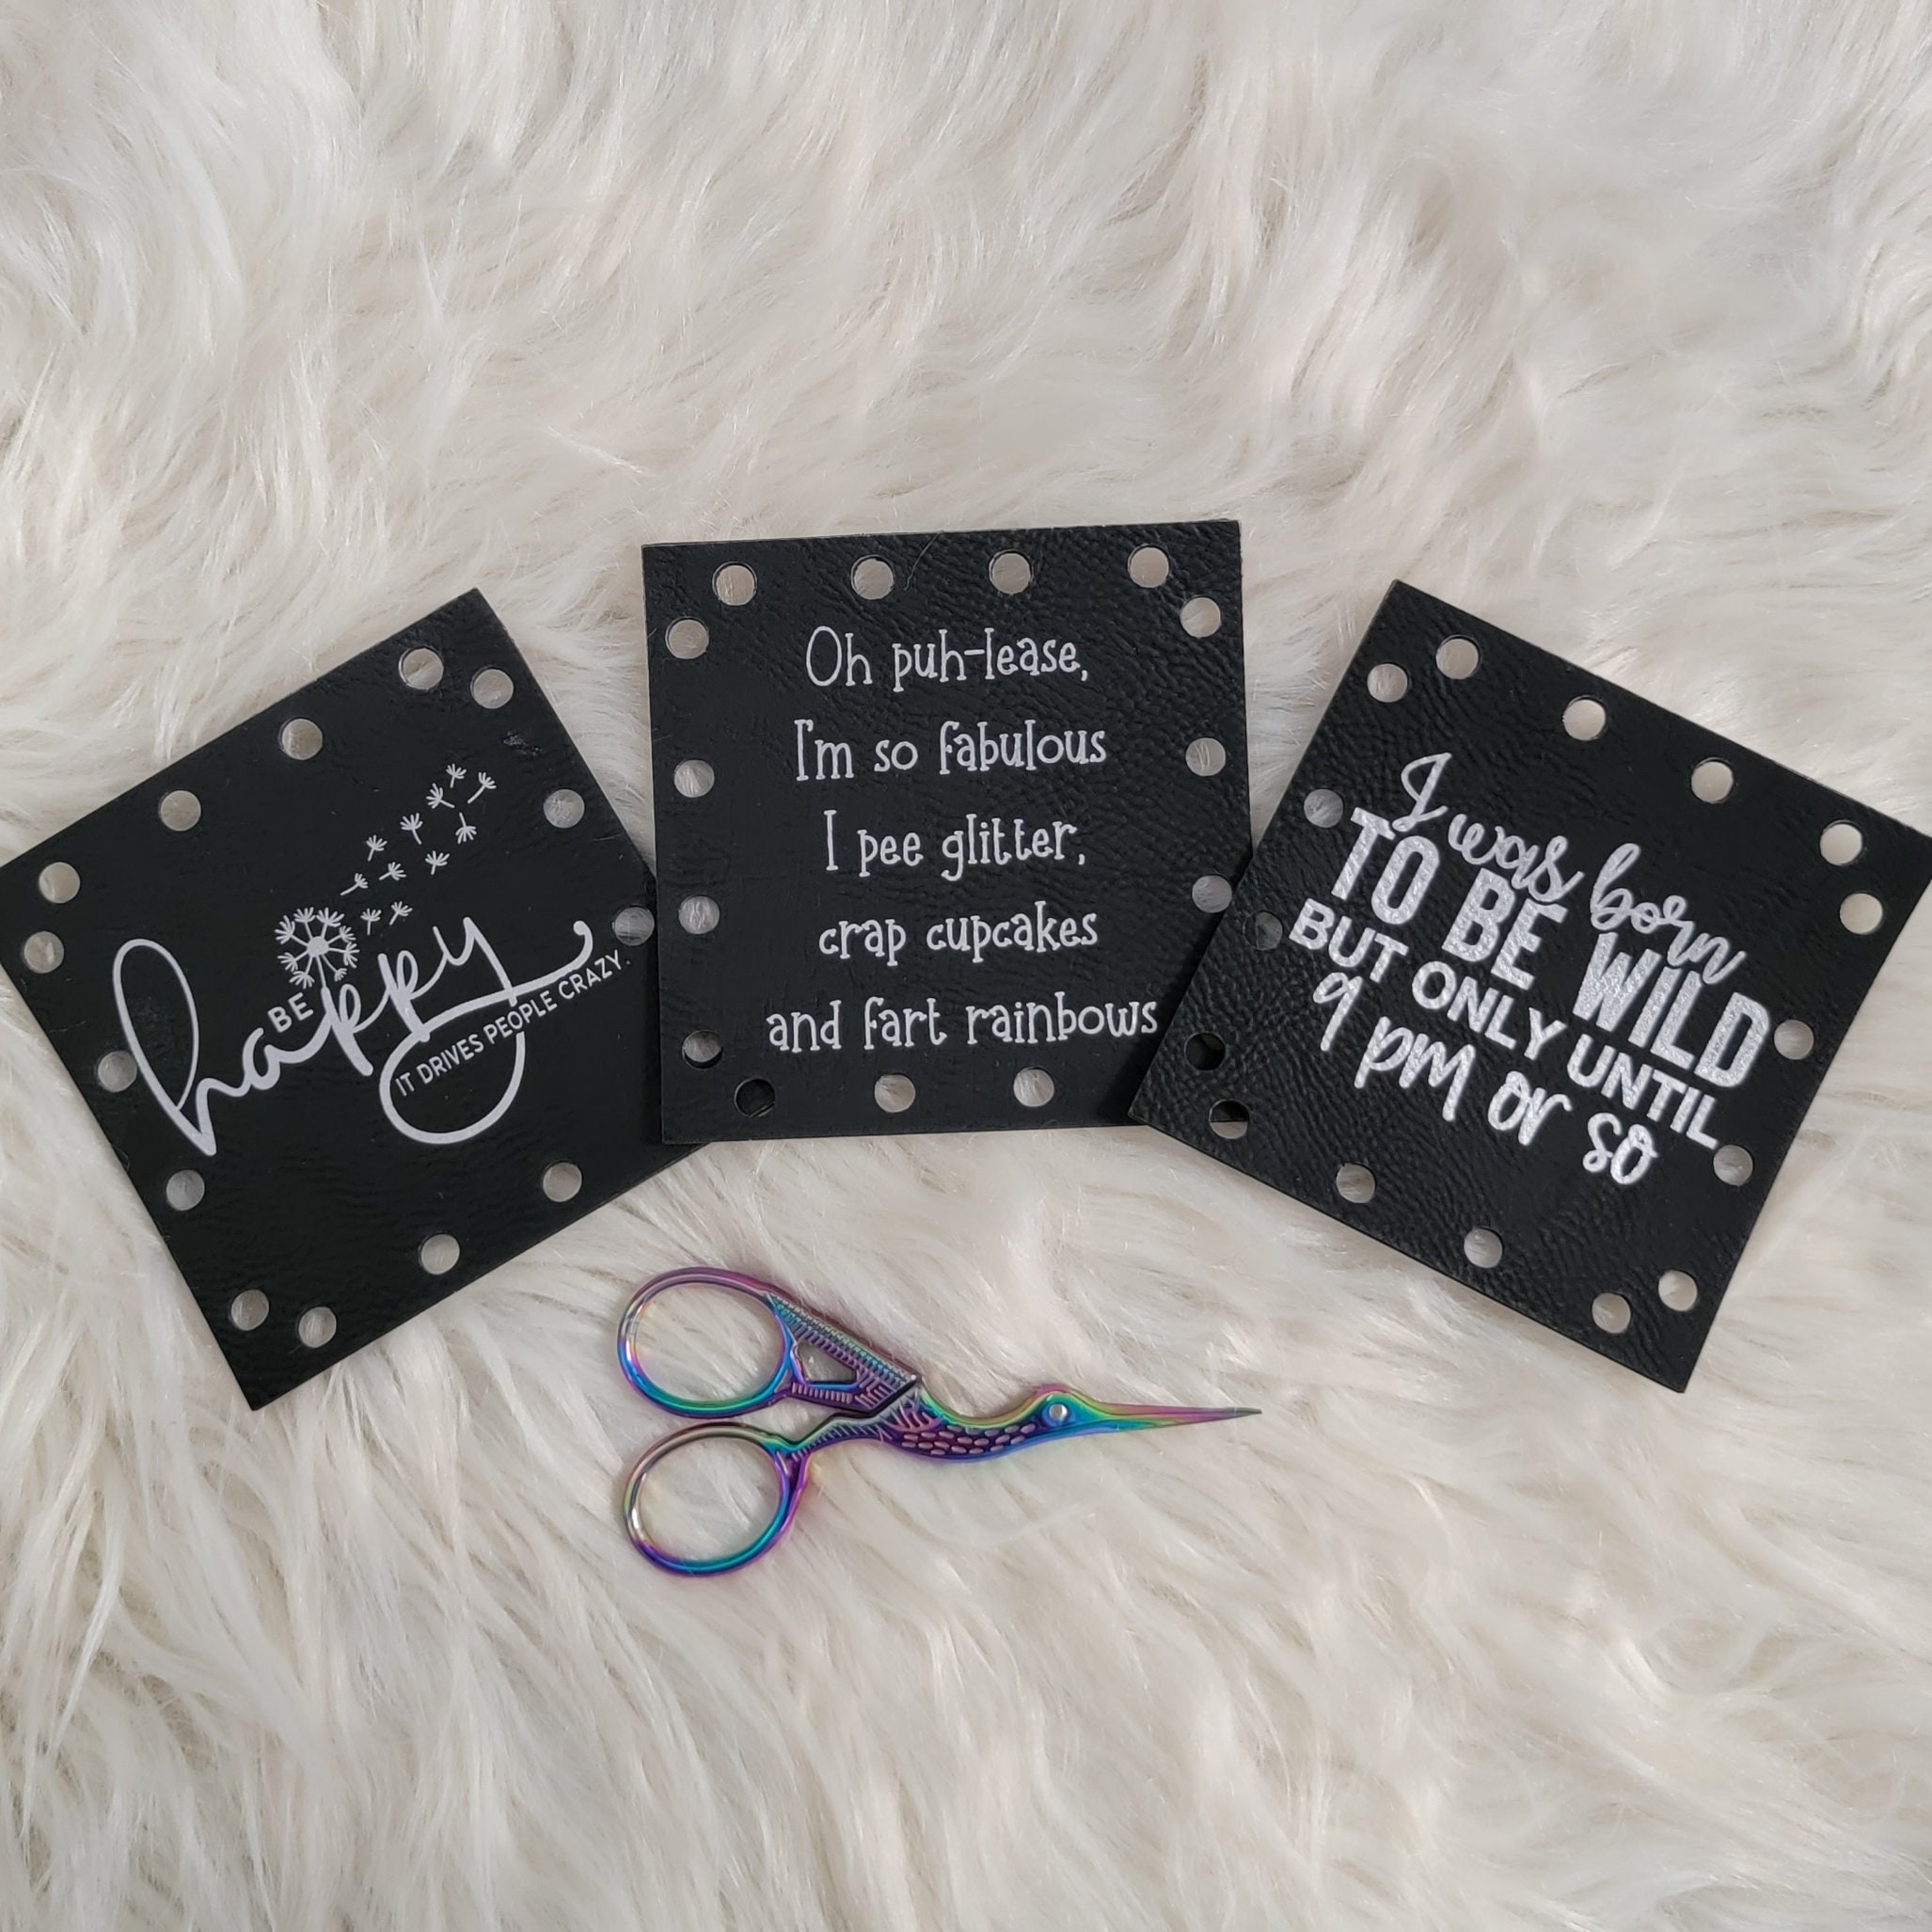 BE
happy
IT DRIVES PEOPLE CRAZY.
Oh puh-lease,
I'm so fabulous
I pee glitter,
crap cupcakes
and fart rainbows
I was born
TO BE WILD
BUT ONLY UNTIL
9 pm or so